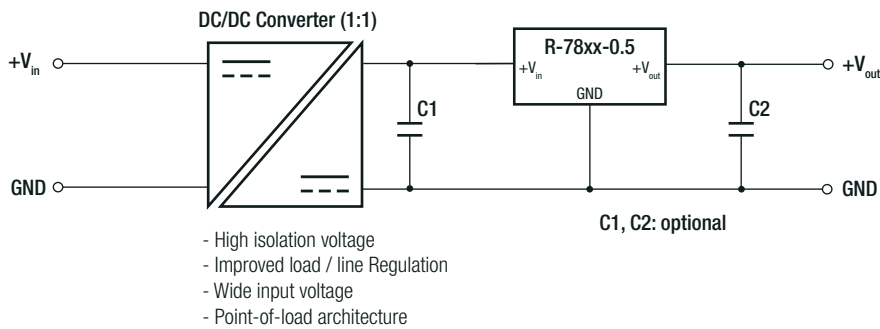 DC/DC Converter (1:1)
+Vin
R-78xx-0.5
+Vin
+Vout
GND
+Vout
C1
C2
GND
GND
C1, C2: optional
- High isolation voltage
- Improved load / line Regulation
- Wide input voltage
- Point-of-load architecture